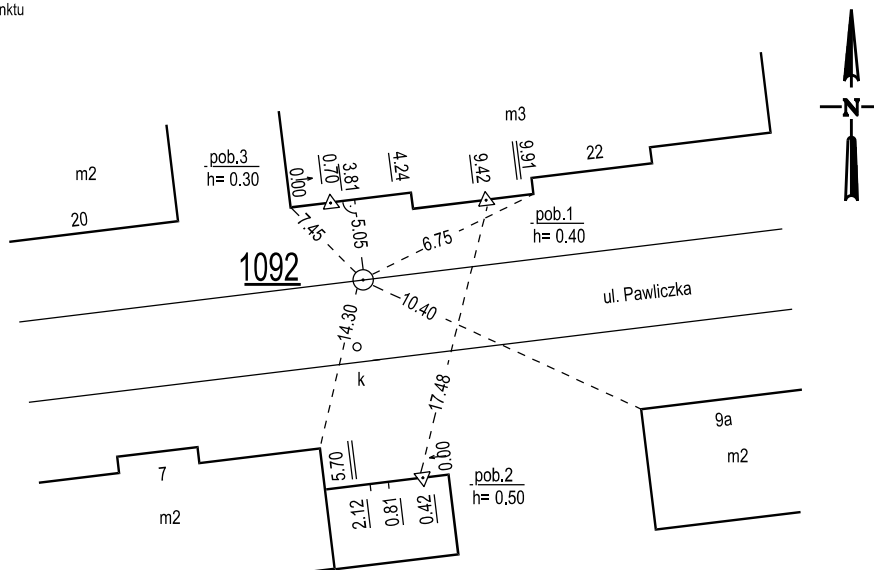 nktu
N
m3
m2
22
20
pob.3
h= 0.30
0.00
0.70
3.81
4.24
9.42
9.91
pob.1
h= 0.40
7.45
5.05
6.75
1092
10.40
ul. Pawliczka
14.30
k
17.48
9a
m2
7
m2
5.70
2.12
0.81
0.42
0.00
pob.2
h= 0.50